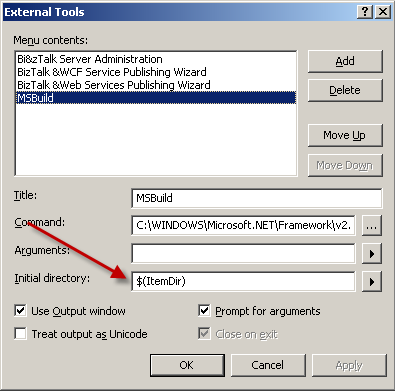 External Tools
Menu contents:
Bi&zTalk Server Administration
BizTalk &WCF Service Publishing Wizard
BizTalk &Web Services Publishing Wizard
MSBuild
Add
Delete
Move Up
Move Down
Title:
MSBuild
Command:
C:\WINDOWS\Microsoft.NET\Framework\v2.
...
Arguments:
Initial directory:
$(ItemDir)
Use Output window
Prompt for arguments
Treat output as Unicode
Close on exit
OK
Cancel
Apply